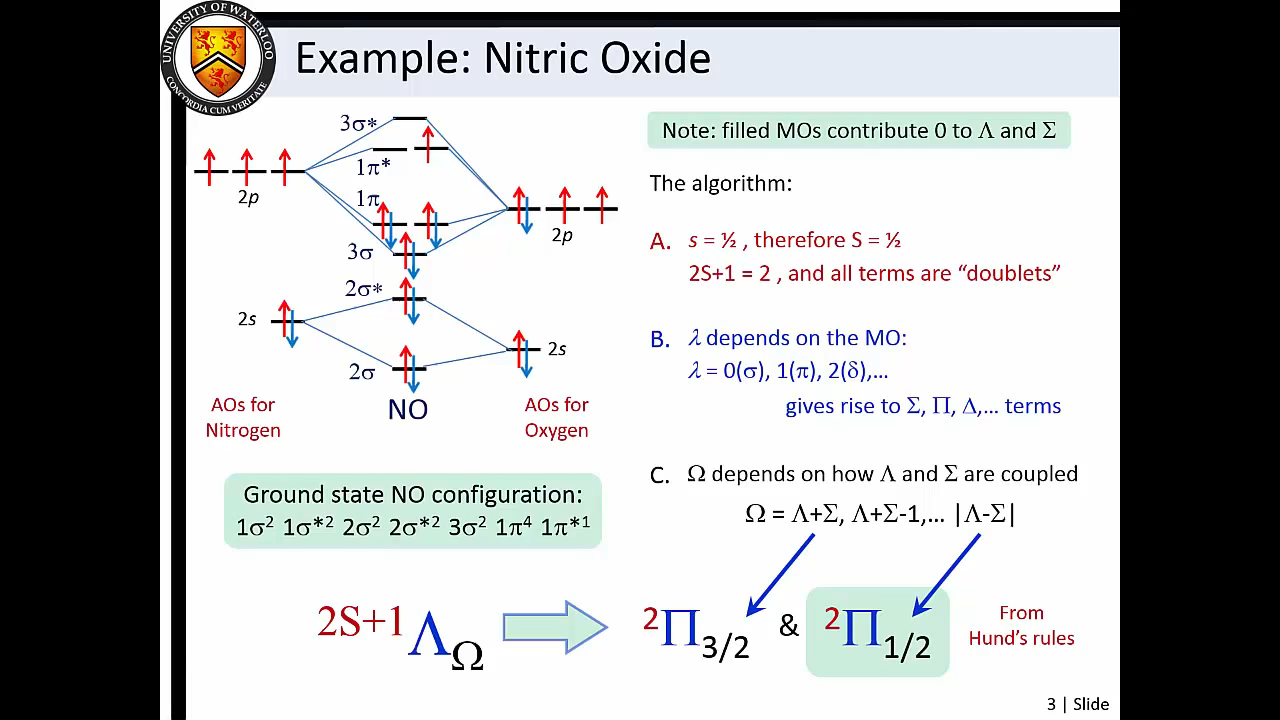 UNIVERSITY OF WATERLOO
CONCORDIA CUM VERITATE
Example: Nitric Oxide
3σ*
1π*
2p
1π
2p
3σ
2σ*
2s
2s
2σ
AOs for
Nitrogen
NO
AOs for
Oxygen
Ground state NO configuration:
1σ² 1σ*² 2σ² 2σ*² 3σ² 1π⁴ 1π*¹
Note: filled MOs contribute 0 to Λ and Σ
The algorithm:
A. s = ½ , therefore S = ½
2S+1 = 2 , and all terms are “doublets”
B. λ depends on the MO:
λ = 0(σ), 1(π), 2(δ),...
gives rise to Σ, Π, Δ,... terms
C. Ω depends on how Λ and Σ are coupled
Ω = Λ+Σ, Λ+Σ-1,... |Λ-Σ|
2S+1ΛΩ
²Π3/2 & ²Π1/2
From
Hund’s rules
3 | Slide